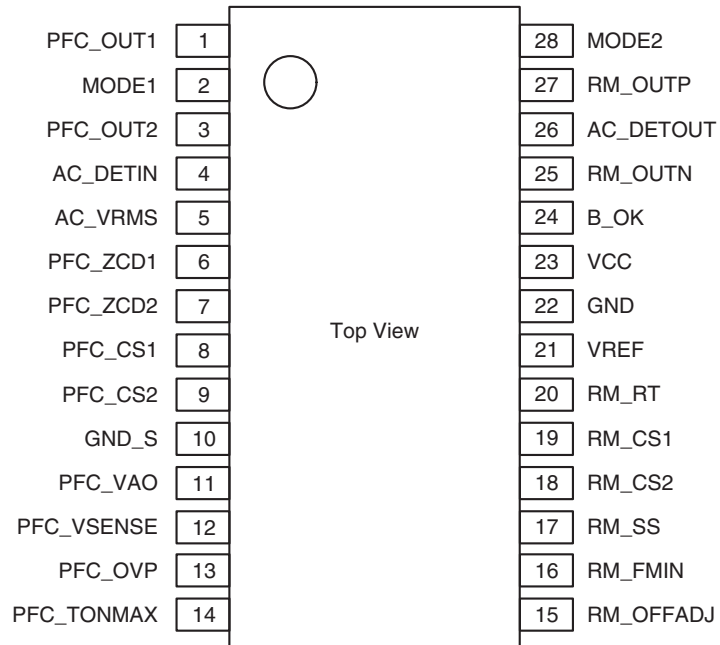 PFC_OUT1 1 28 MODE2
MODE1 2 27 RM_OUTP
PFC_OUT2 3 26 AC_DETOUT
AC_DETIN 4 25 RM_OUTN
AC_VRMS 5 24 B_OK
PFC_ZCD1 6 23 VCC
PFC_ZCD2 7 22 GND
Top View
PFC_CS1 8 21 VREF
PFC_CS2 9 20 RM_RT
GND_S 10 19 RM_CS1
PFC_VAO 11 18 RM_CS2
PFC_VSENSE 12 17 RM_SS
PFC_OVP 13 16 RM_FMIN
PFC_TONMAX 14 15 RM_OFFADJ